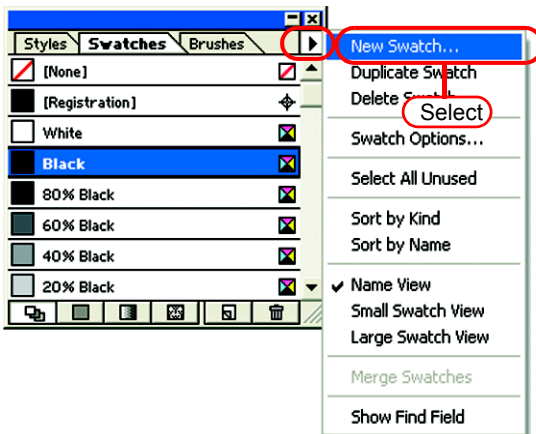 Styles Swatches Brushes
[None]
[Registration]
White
Black
80% Black
60% Black
40% Black
20% Black
New Swatch...
Duplicate Swatch
Delete
Select
Swatch Options...
Select All Unused
Sort by Kind
Sort by Name
Name View
Small Swatch View
Large Swatch View
Merge Swatches
Show Find Field